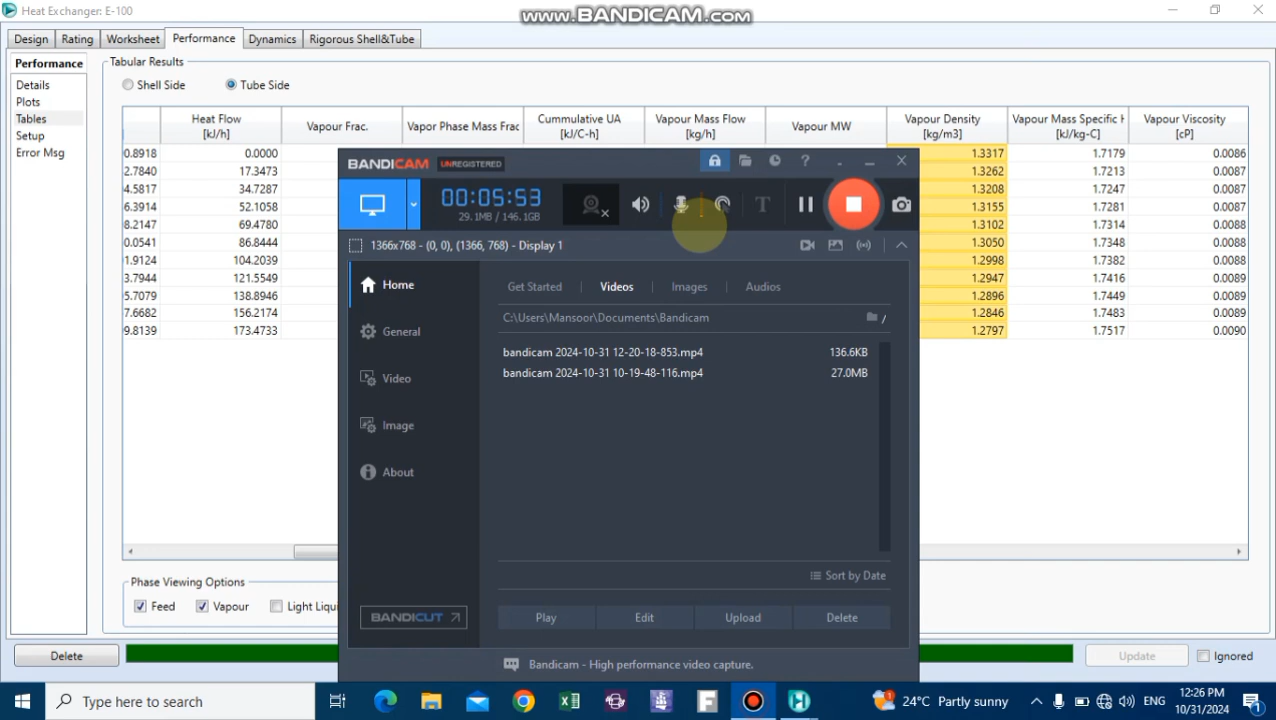 Heat Exchanger: E-100
www.BANDICAM.com
Design Rating Worksheet Performance Dynamics Rigorous Shell&Tube
Performance
Details
Plots
Tables
Setup
Error Msg
Tabular Results
Shell Side Tube Side
Heat Flow [kJ/h] Vapour Frac. Vapor Phase Mass Frac Cummulative UA [kJ/C-h] Vapour Mass Flow [kg/h] Vapour MW Vapour Density [kg/m3] Vapour Mass Specific H [kJ/kg-C] Vapour Viscosity [cP]
0.8918 0.0000 1.3317 1.7179 0.0086
2.7840 17.3473 1.3262 1.7213 0.0087
4.5817 34.7287 1.3208 1.7247 0.0087
6.3914 52.1058 1.3155 1.7281 0.0087
8.2147 69.4780 1.3102 1.7314 0.0088
0.0541 86.8444 1.3050 1.7348 0.0088
1.9124 104.2039 1.2998 1.7382 0.0088
3.7944 121.5549 1.2947 1.7416 0.0089
5.7079 138.8946 1.2896 1.7449 0.0089
7.6682 156.2174 1.2846 1.7483 0.0089
9.8139 173.4733 1.2797 1.7517 0.0090
BANDICAM UNREGISTERED
00:05:53
29.1MB / 146.1GB
1366x768 - (0, 0), (1366, 768) - Display 1
Home
General
Video
Image
About
BANDICUT
Get Started Videos Images Audios
C:\Users\Mansoor\Documents\Bandicam
bandicam 2024-10-31 12-20-18-853.mp4 136.6KB
bandicam 2024-10-31 10-19-48-116.mp4 27.0MB
Sort by Date
Play Edit Upload Delete
Bandicam - High performance video capture.
Phase Viewing Options
Feed Vapour Light Liqui
Delete Update Ignored
Type here to search
24°C Partly sunny
ENG
12:26 PM
10/31/2024